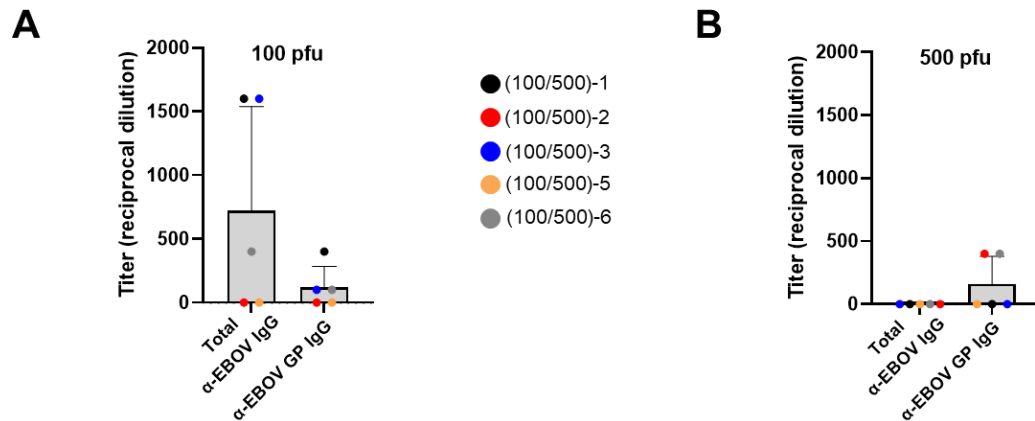 A
100 pfu
Titer (reciprocal dilution)
2000
1500
1000
500
0
Total
α-EBOV IgG
α-EBOV GP IgG
(100/500)-1
(100/500)-2
(100/500)-3
(100/500)-5
(100/500)-6
B
500 pfu
Titer (reciprocal dilution)
2000
1500
1000
500
0
Total
α-EBOV IgG
α-EBOV GP IgG